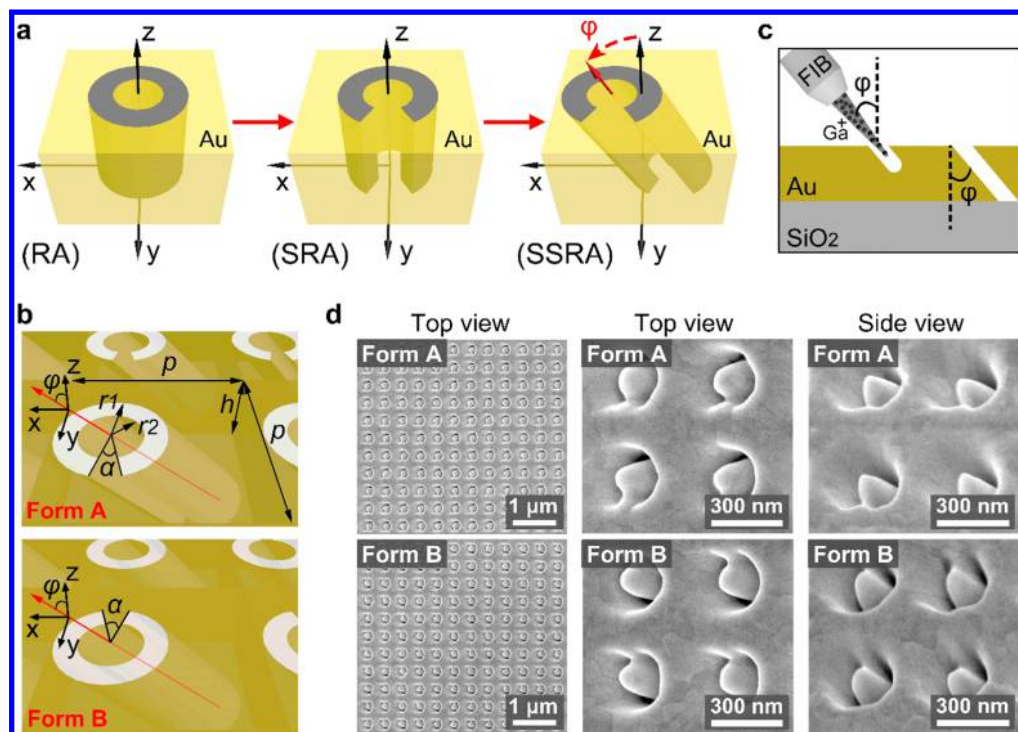 a
z
Au
x
y
(RA)
z
Au
x
y
(SRA)
φ
z
Au
x
y
(SSRA)
c
FIB
φ
Ga+
Au
φ
SiO2
b
p
φ
z
x
y
r1
r2
h
p
α
Form A
φ
z
x
y
α
Form B
d
Top view
Top view
Side view
Form A
1 μm
Form A
300 nm
Form A
300 nm
Form B
1 μm
Form B
300 nm
Form B
300 nm